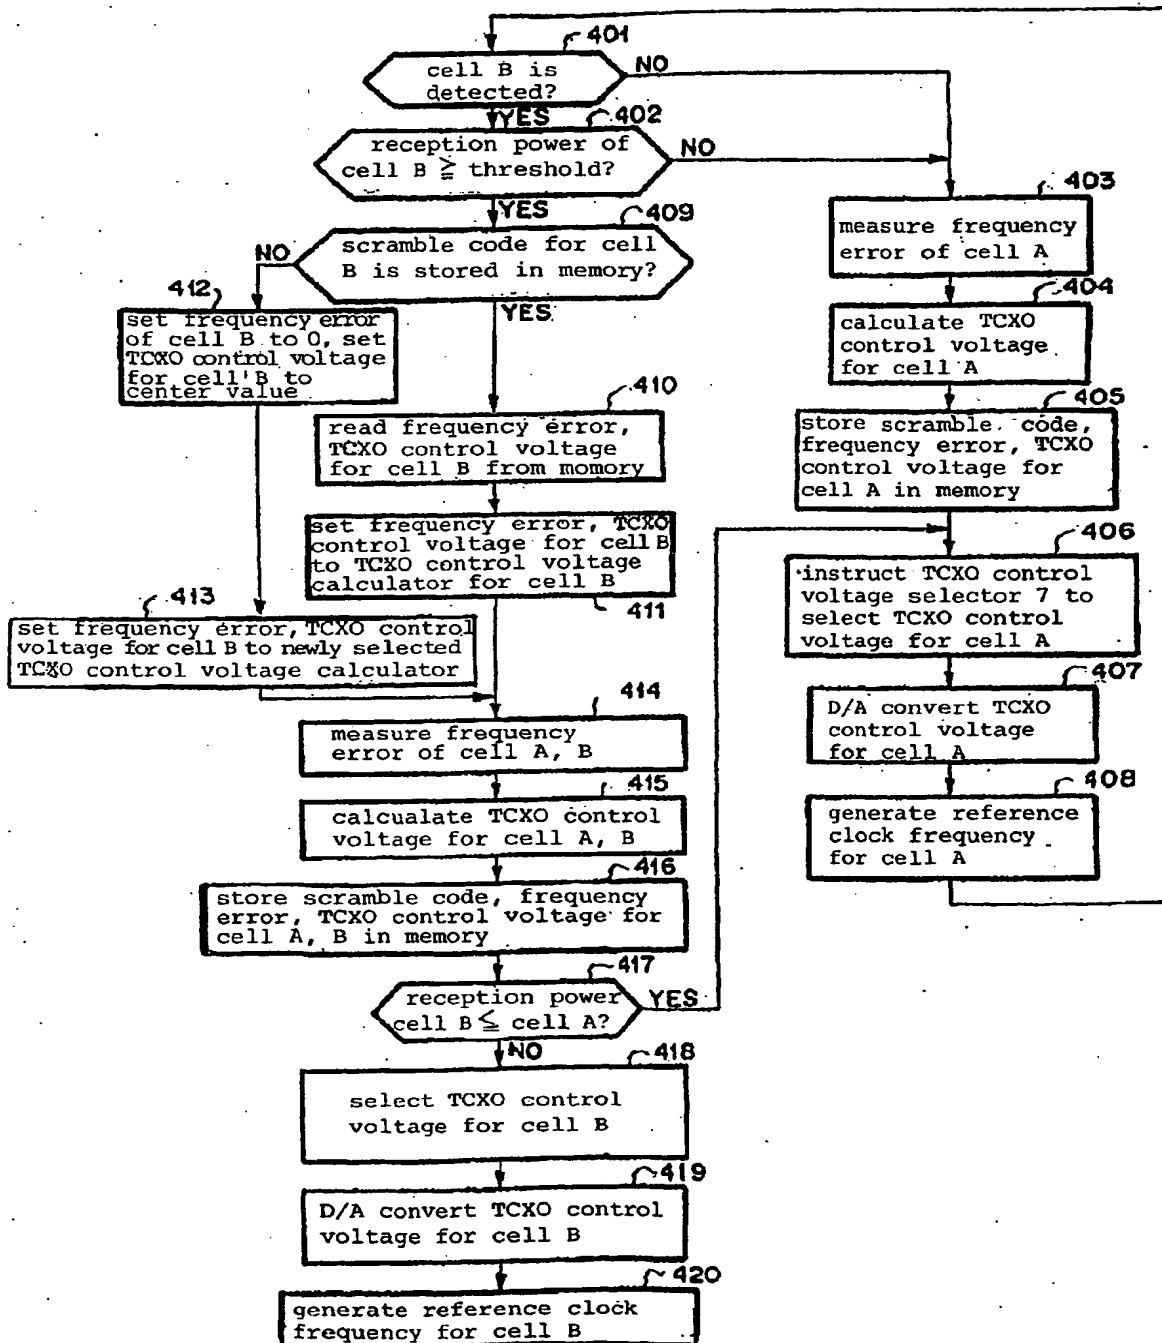 401
cell B is
detected?
NO
YES
402
reception power of
cell B ≧ threshold?
NO
YES
403
measure frequency
error of cell A
409
scramble code for cell
B is stored in memory?
NO
YES
404
calculate TCXO
control voltage
for cell A
412
set frequency error
of cell B to 0, set
TCXO control voltage
for cell B to
center value
405
store scramble code,
frequency error, TCXO
control voltage for
cell A in memory
410
read frequency error,
TCXO control voltage
for cell B from momory
set frequency error, TCXO
control voltage for cell B
to TCXO control voltage
calculator for cell B
411
406
instruct TCXO control
voltage selector 7 to
select TCXO control
voltage for cell A
413
set frequency error, TCXO control
voltage for cell B to newly selected
TCXO control voltage calculator
407
D/A convert TCXO
control voltage
for cell A
414
measure frequency
error of cell A, B
408
generate reference
clock frequency
for cell A
415
calcualate TCXO control
voltage for cell A, B
416
store scramble code, frequency
error, TCXO control voltage for
cell A, B in memory
417
reception power
cell B ≦ cell A?
YES
NO
418
select TCXO control
voltage for cell B
419
D/A convert TCXO control
voltage for cell B
420
generate reference clock
frequency for cell B